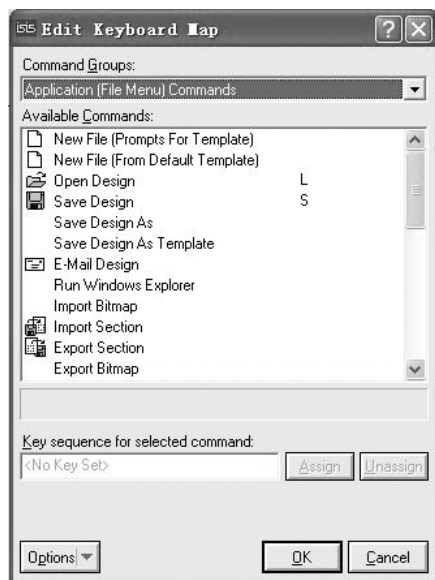 isis Edit Keyboard Map
Command Groups:
Application (File Menu) Commands
Available Commands:
New File (Prompts For Template)
New File (From Default Template)
Open Design L
Save Design S
Save Design As
Save Design As Template
E-Mail Design
Run Windows Explorer
Import Bitmap
Import Section
Export Section
Export Bitmap
Key sequence for selected command:
<No Key Set>
Assign
Unassign
Options
OK
Cancel